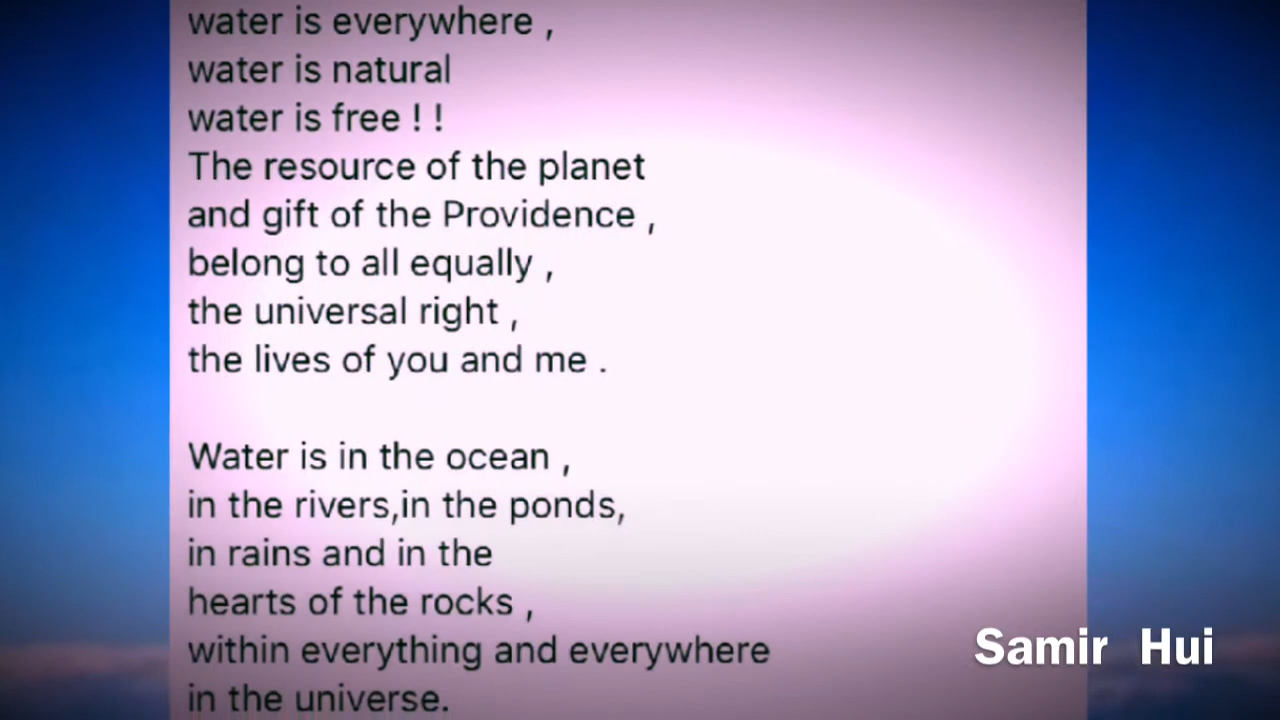 water is everywhere ,
water is natural
water is free ! !
The resource of the planet
and gift of the Providence ,
belong to all equally ,
the universal right ,
the lives of you and me .
Water is in the ocean ,
in the rivers,in the ponds,
in rains and in the
hearts of the rocks ,
within everything and everywhere
in the universe.
Samir Hui